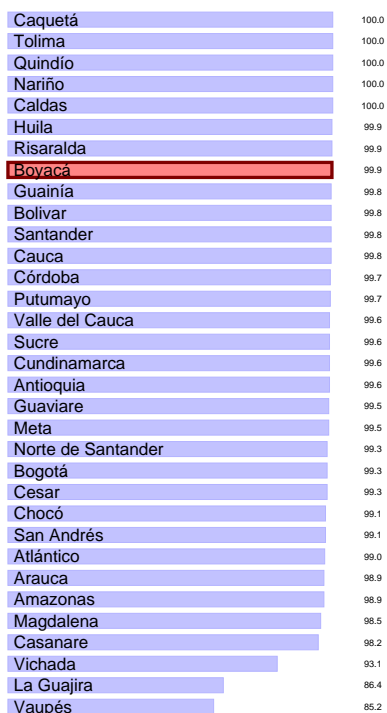 Caquetá 100.0
Tolima 100.0
Quindío 100.0
Nariño 100.0
Caldas 100.0
Huila 99.9
Risaralda 99.9
Boyacá 99.9
Guainía 99.8
Bolivar 99.8
Santander 99.8
Cauca 99.8
Córdoba 99.7
Putumayo 99.7
Valle del Cauca 99.6
Sucre 99.6
Cundinamarca 99.6
Antioquia 99.6
Guaviare 99.5
Meta 99.5
Norte de Santander 99.3
Bogotá 99.3
Cesar 99.3
Chocó 99.1
San Andrés 99.1
Atlántico 99.0
Arauca 98.9
Amazonas 98.9
Magdalena 98.5
Casanare 98.2
Vichada 93.1
La Guajira 86.4
Vaupés 85.2